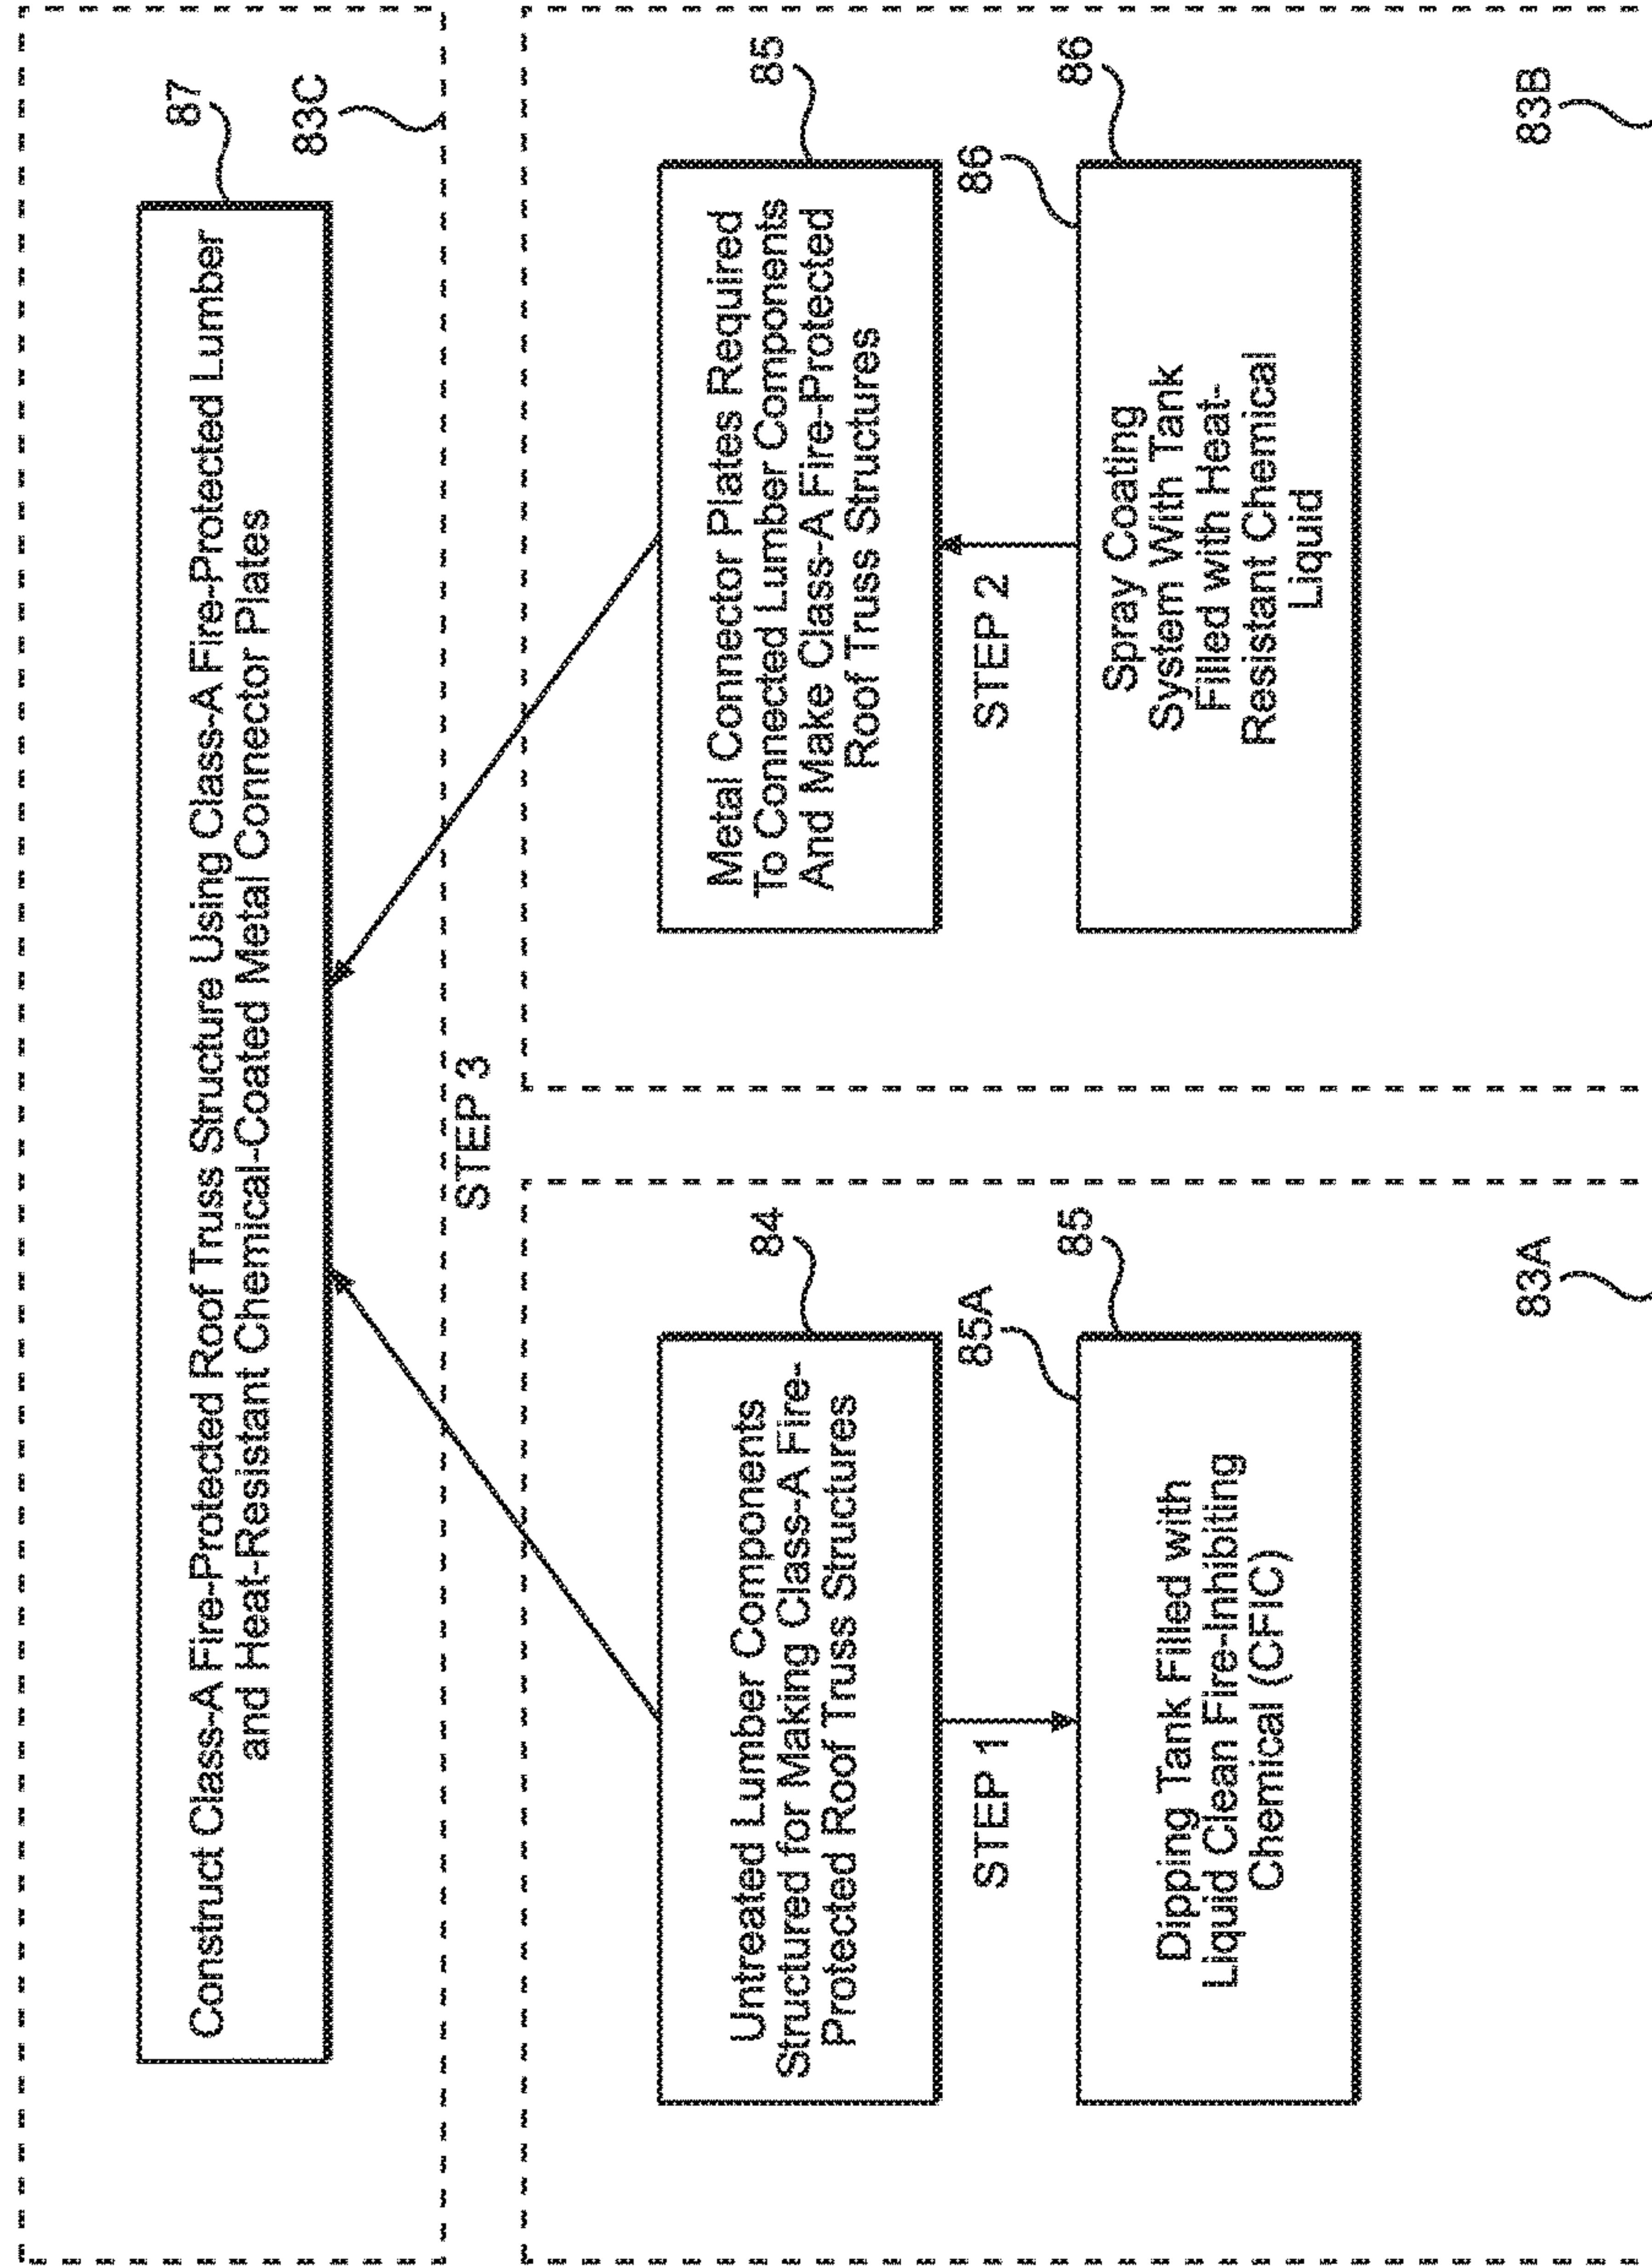 87
Construct Class-A Fire-Protected Roof Truss Structure Using Class-A Fire-Protected Lumber
and Heat-Resistant Chemical-Coated Metal Connector Plates
83C
STEP 3
84
Untreated Lumber Components
Structured for Making Class-A Fire-
Protected Roof Truss Structures
STEP 1
85A
85
Dipping Tank Filled with
Liquid Clean Fire-Inhibiting
Chemical (CFIC)
83A
85
Metal Connector Plates Required
To Connected Lumber Components
And Make Class-A Fire-Protected
Roof Truss Structures
STEP 2
86
86
Spray Coating
System With Tank
Filled with Heat-
Resistant Chemical
Liquid
83B